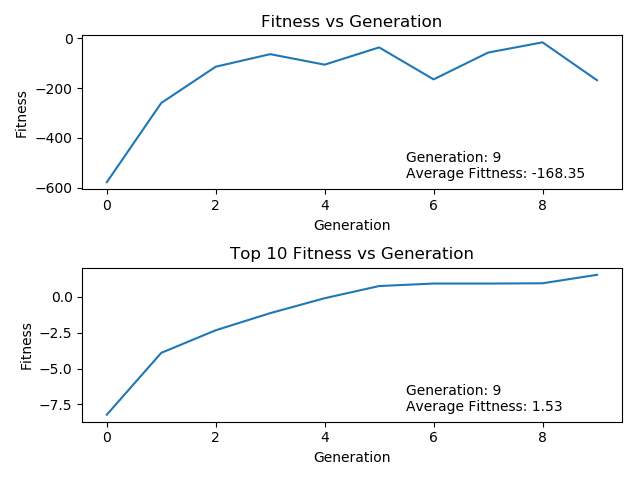 Fitness vs Generation
0
−200
−400
−600
Fitness
Generation: 9
Average Fittness: -168.35
0 2 4 6 8
Generation
Top 10 Fitness vs Generation
0.0
−2.5
−5.0
−7.5
Fitness
Generation: 9
Average Fittness: 1.53
0 2 4 6 8
Generation